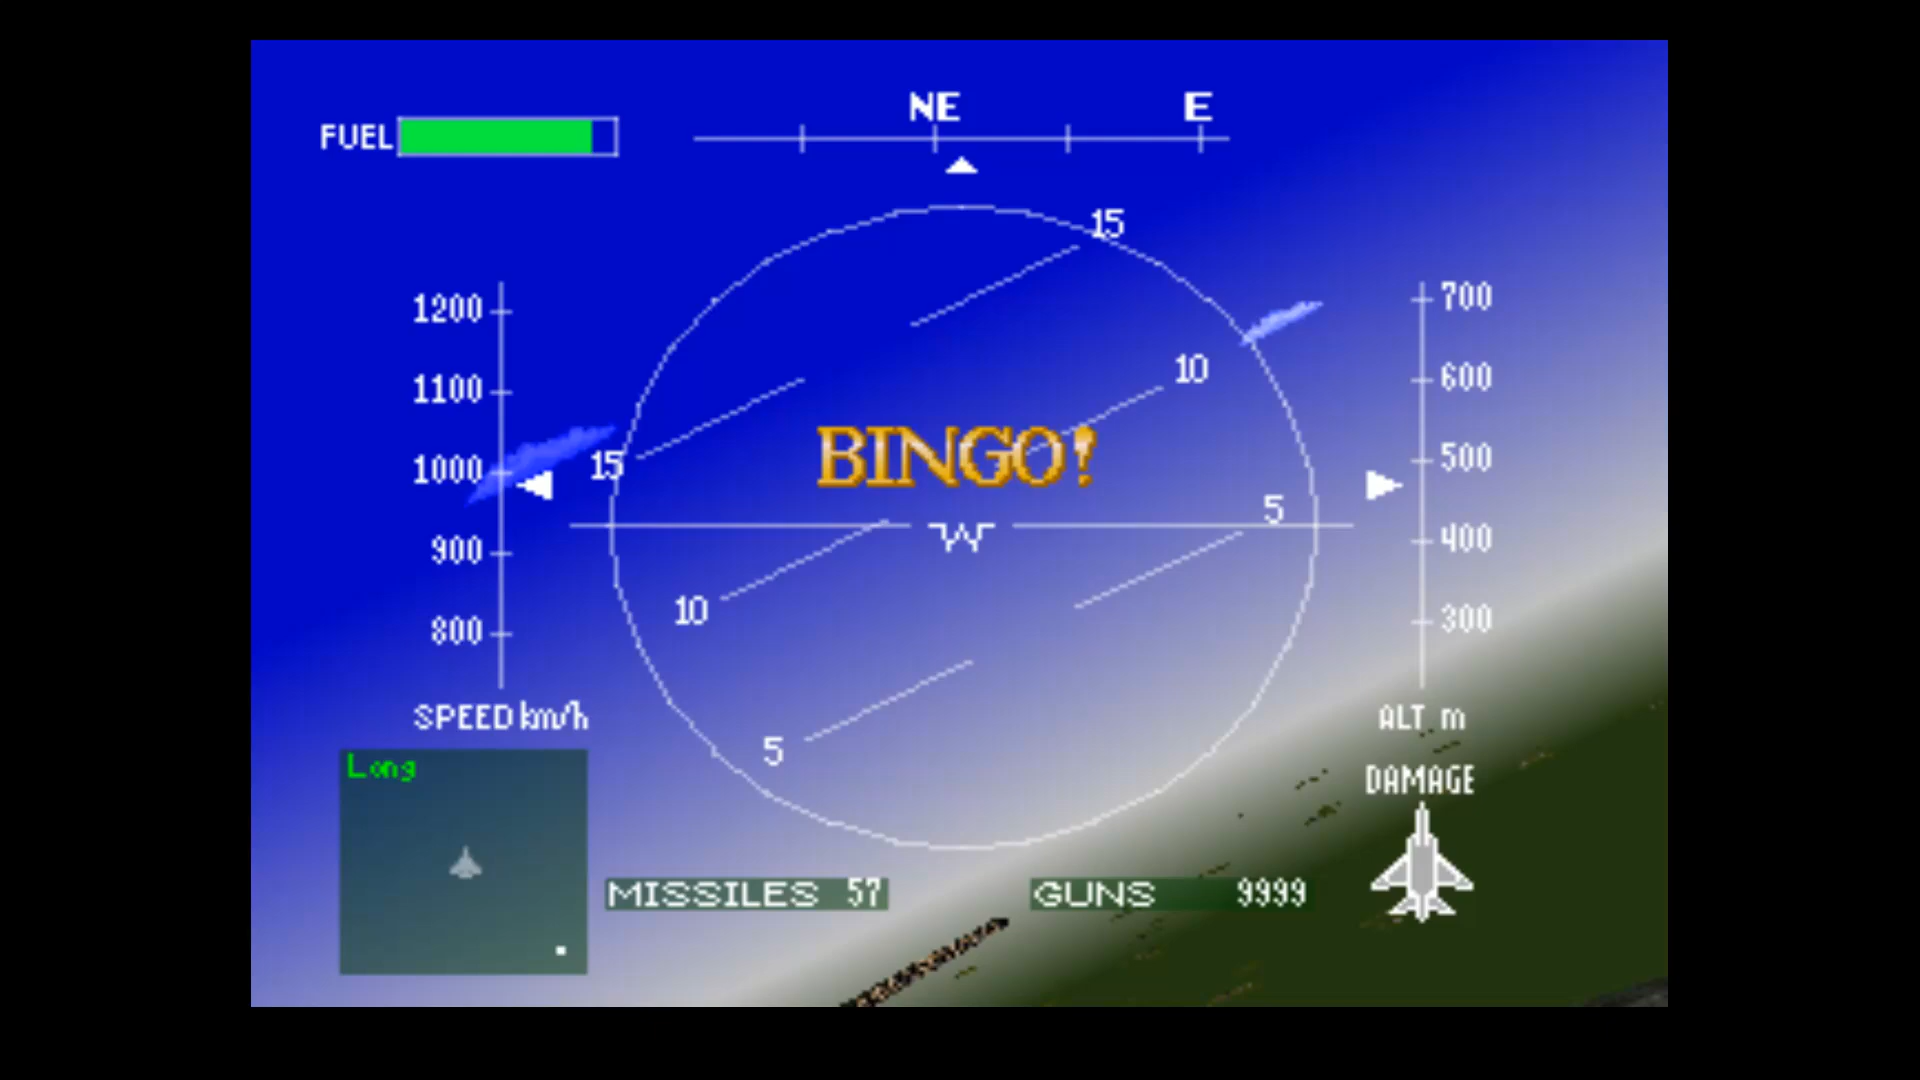 NE E
FUEL
15
1200
700
10
1100
600
BINGO!
15
1000
500
5
900
400
10
800
300
SPEED km/h
ALT m
5
Long
DAMAGE
MISSILES 57
GUNS 9999